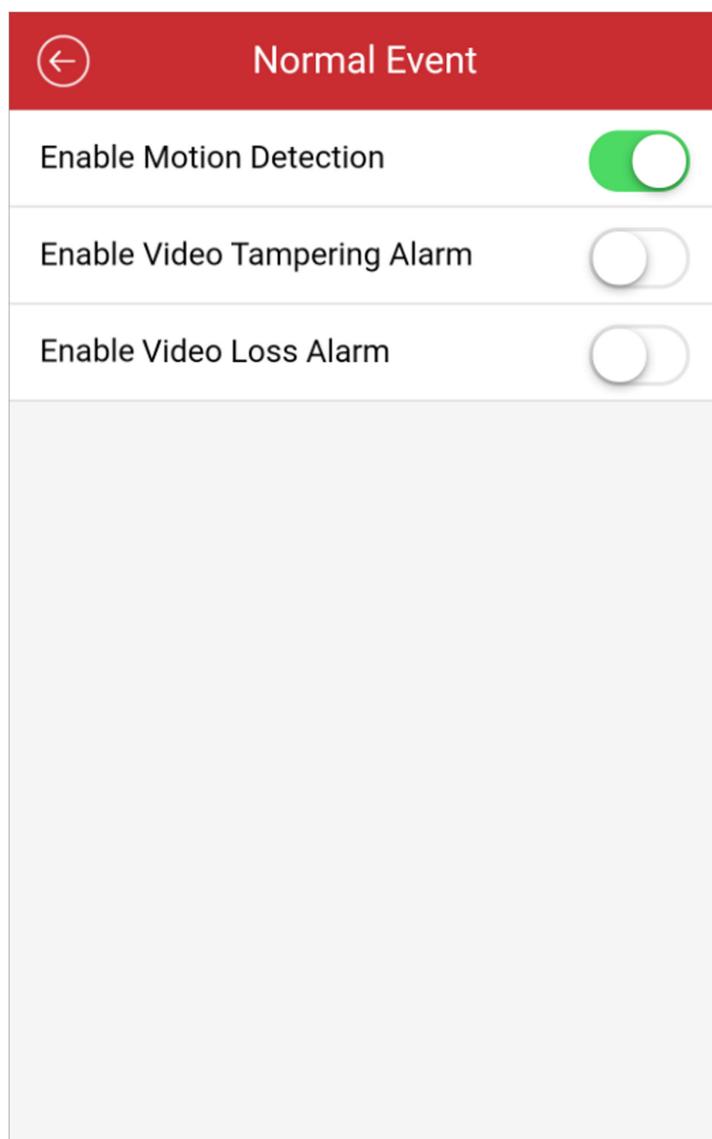 Normal Event
Enable Motion Detection
Enable Video Tampering Alarm
Enable Video Loss Alarm